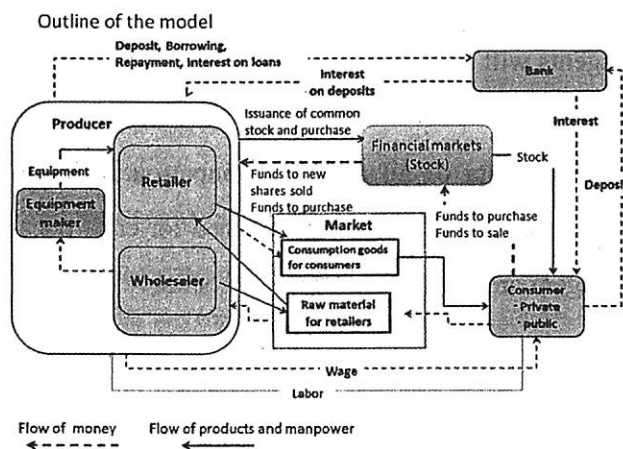 Outline of the model
Deposit, Borrowing,
Repayment, Interest on loans
Bank
Interest
on deposits
Producer
Issuance of common
stock and purchase
Interest
Equipment
Retailer
Financial markets
(Stock)
Stock
Deposit
Funds to new
shares sold
Funds to purchase
Funds to purchase
Funds to sale
Equipment
maker
Market
Consumption goods
for consumers
Wholesaler
Raw material
for retailers
Consumer
- Private
public
Wage
Labor
Flow of money
Flow of products and manpower